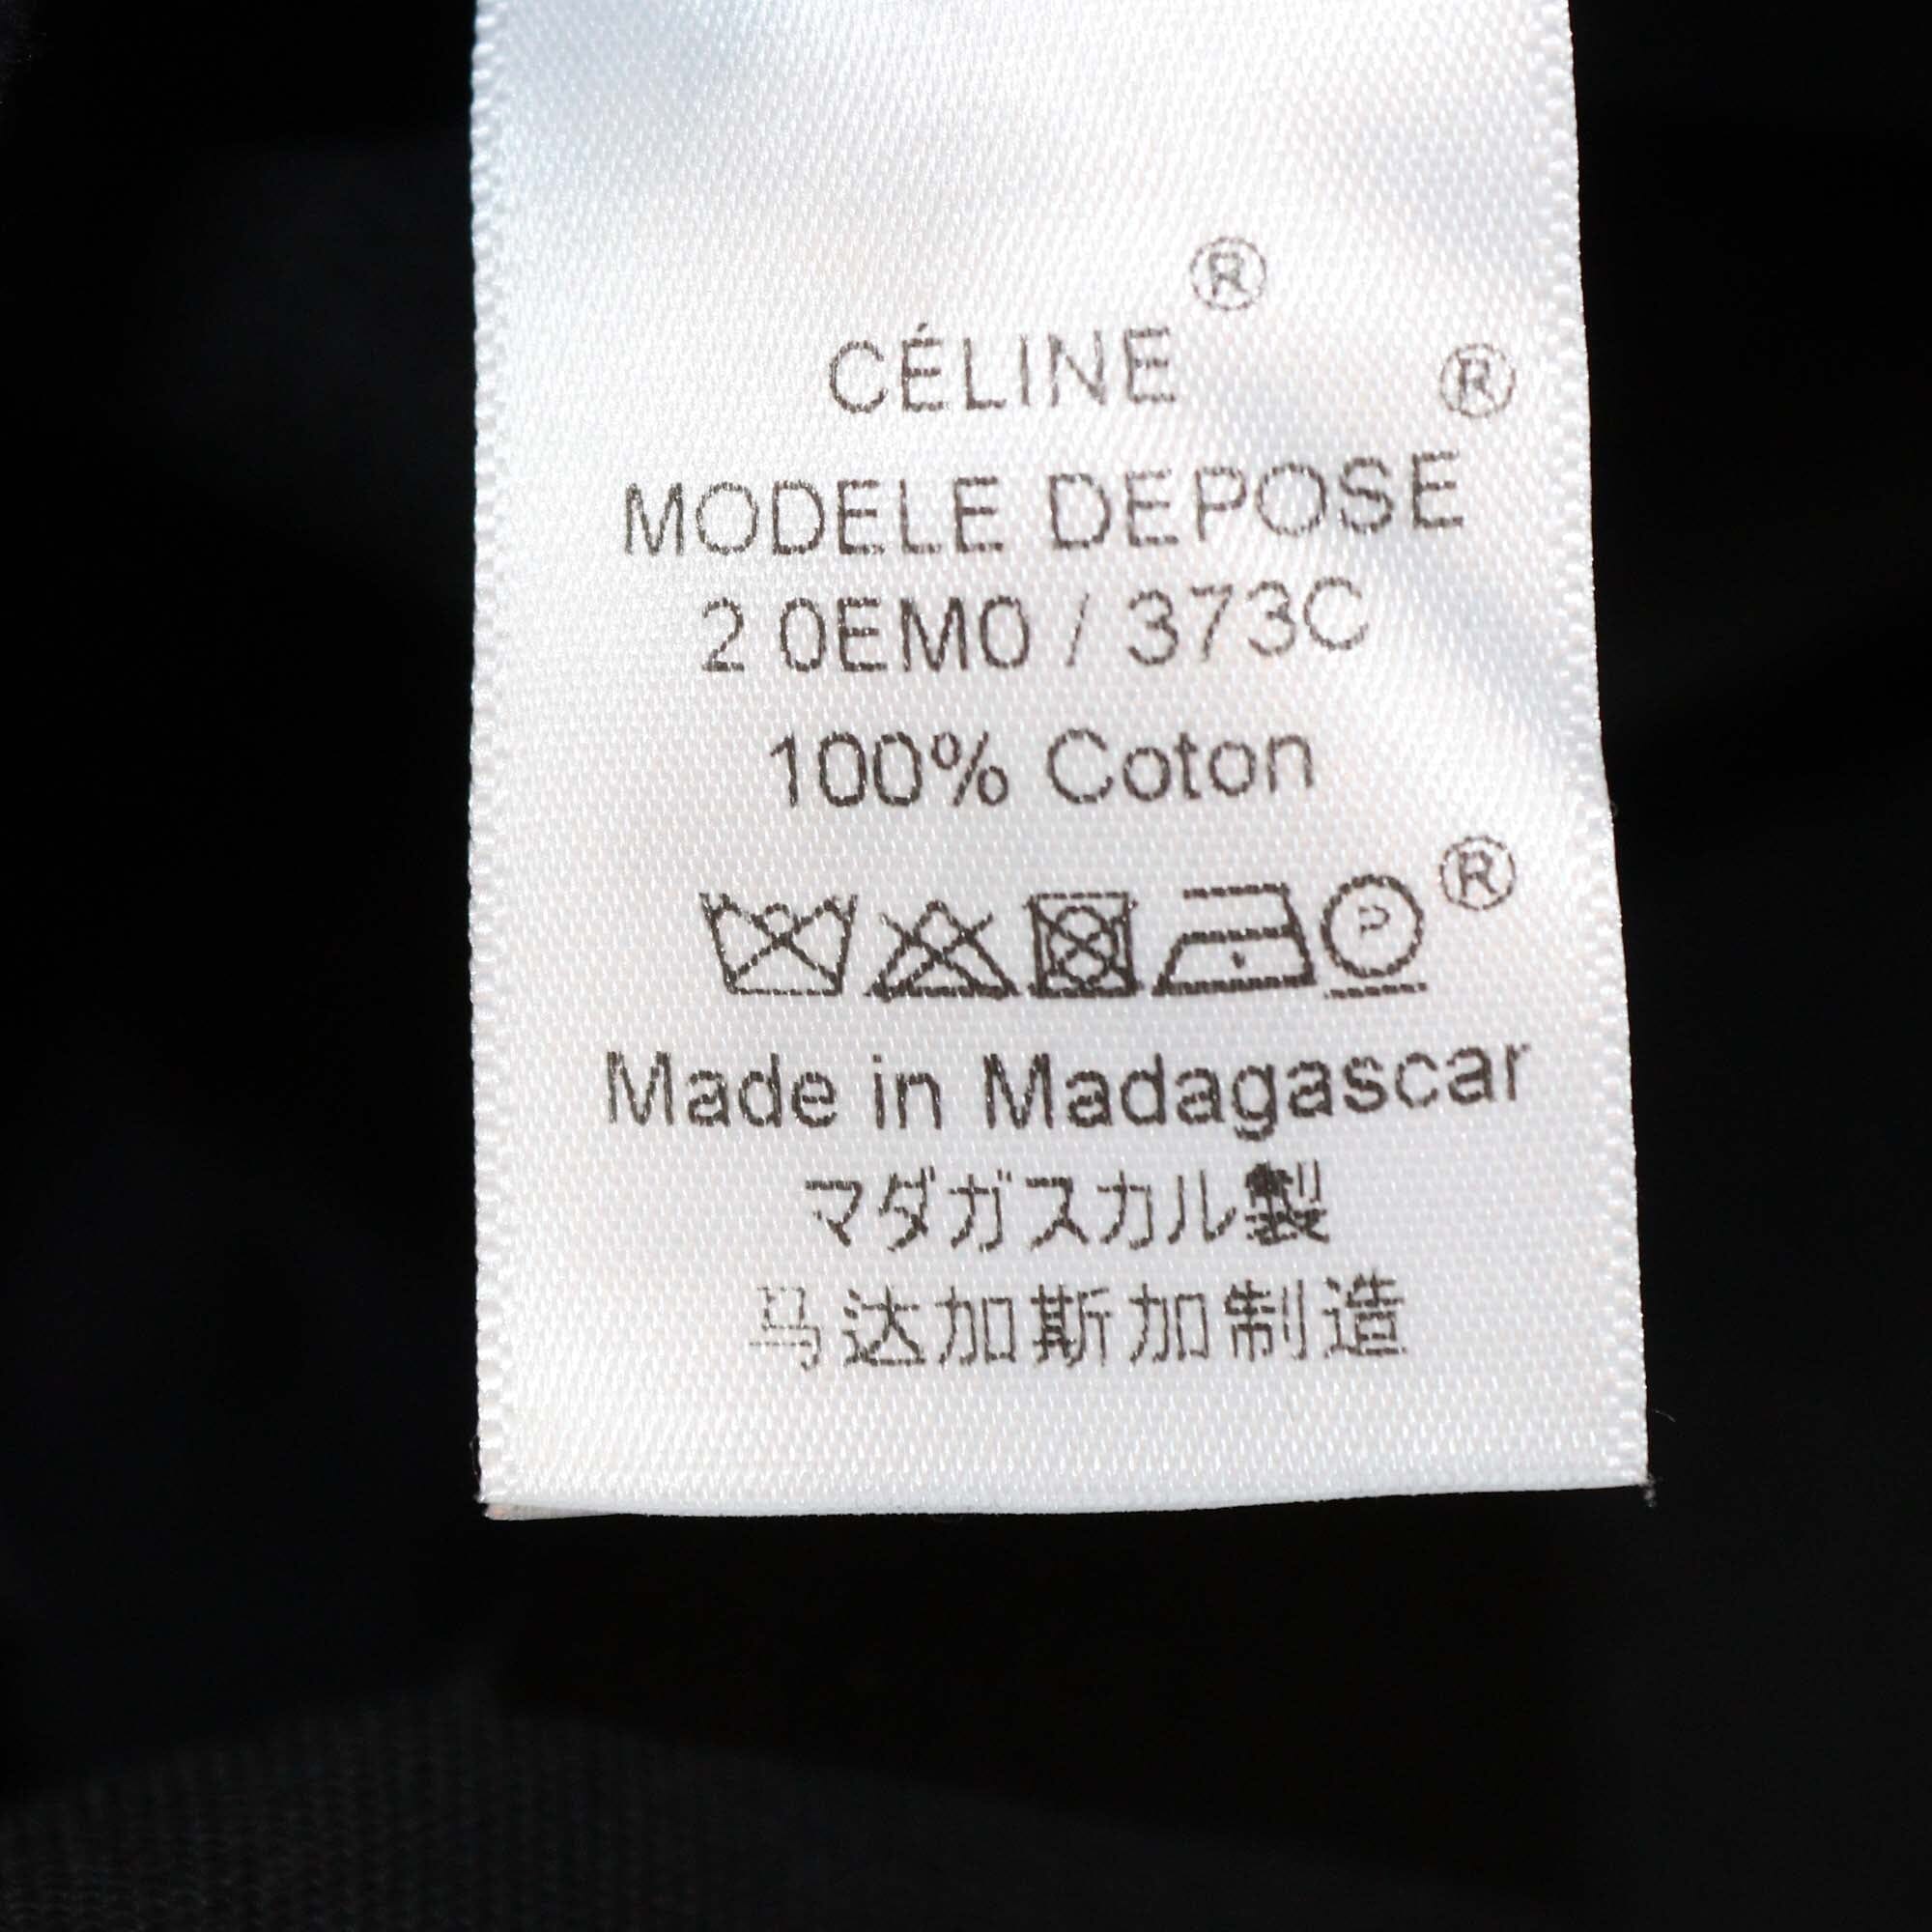 CÉLINE®
MODELE DEPOSE®
2 0EM0 / 373C
100% Coton
P ®
Made in Madagascar
マダガスカル製
马达加斯加制造